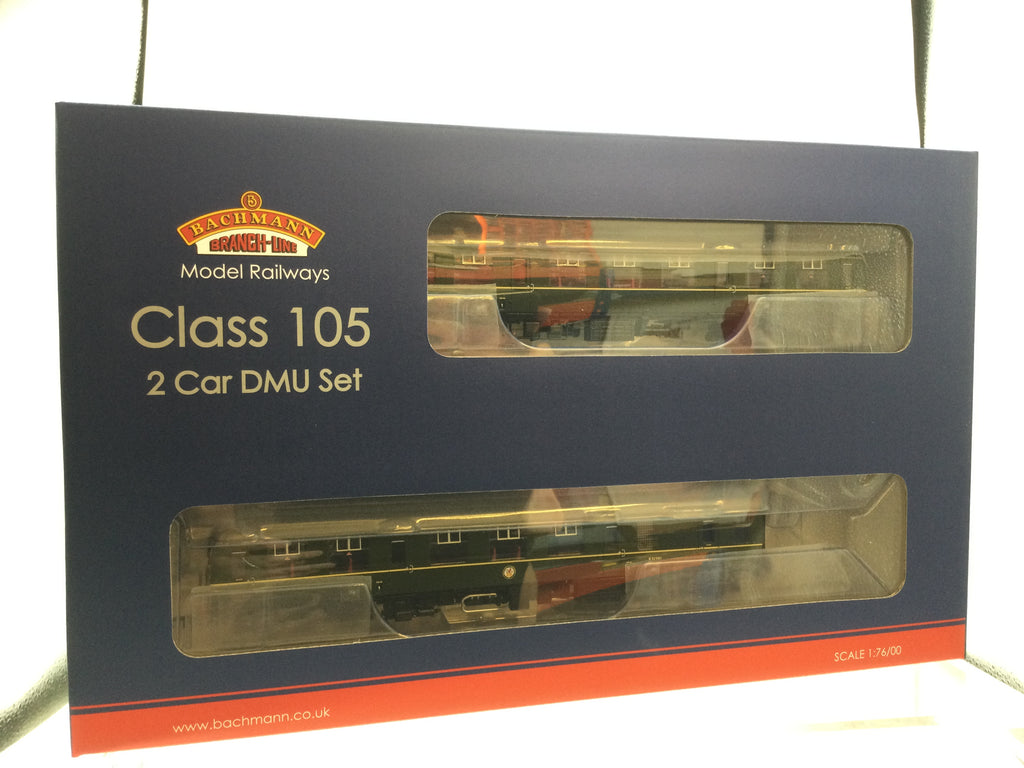 B
BACHMANN
BRANCH-LINE
Model Railways
Class 105
2 Car DMU Set
SCALE 1:76/00
www.bachmann.co.uk